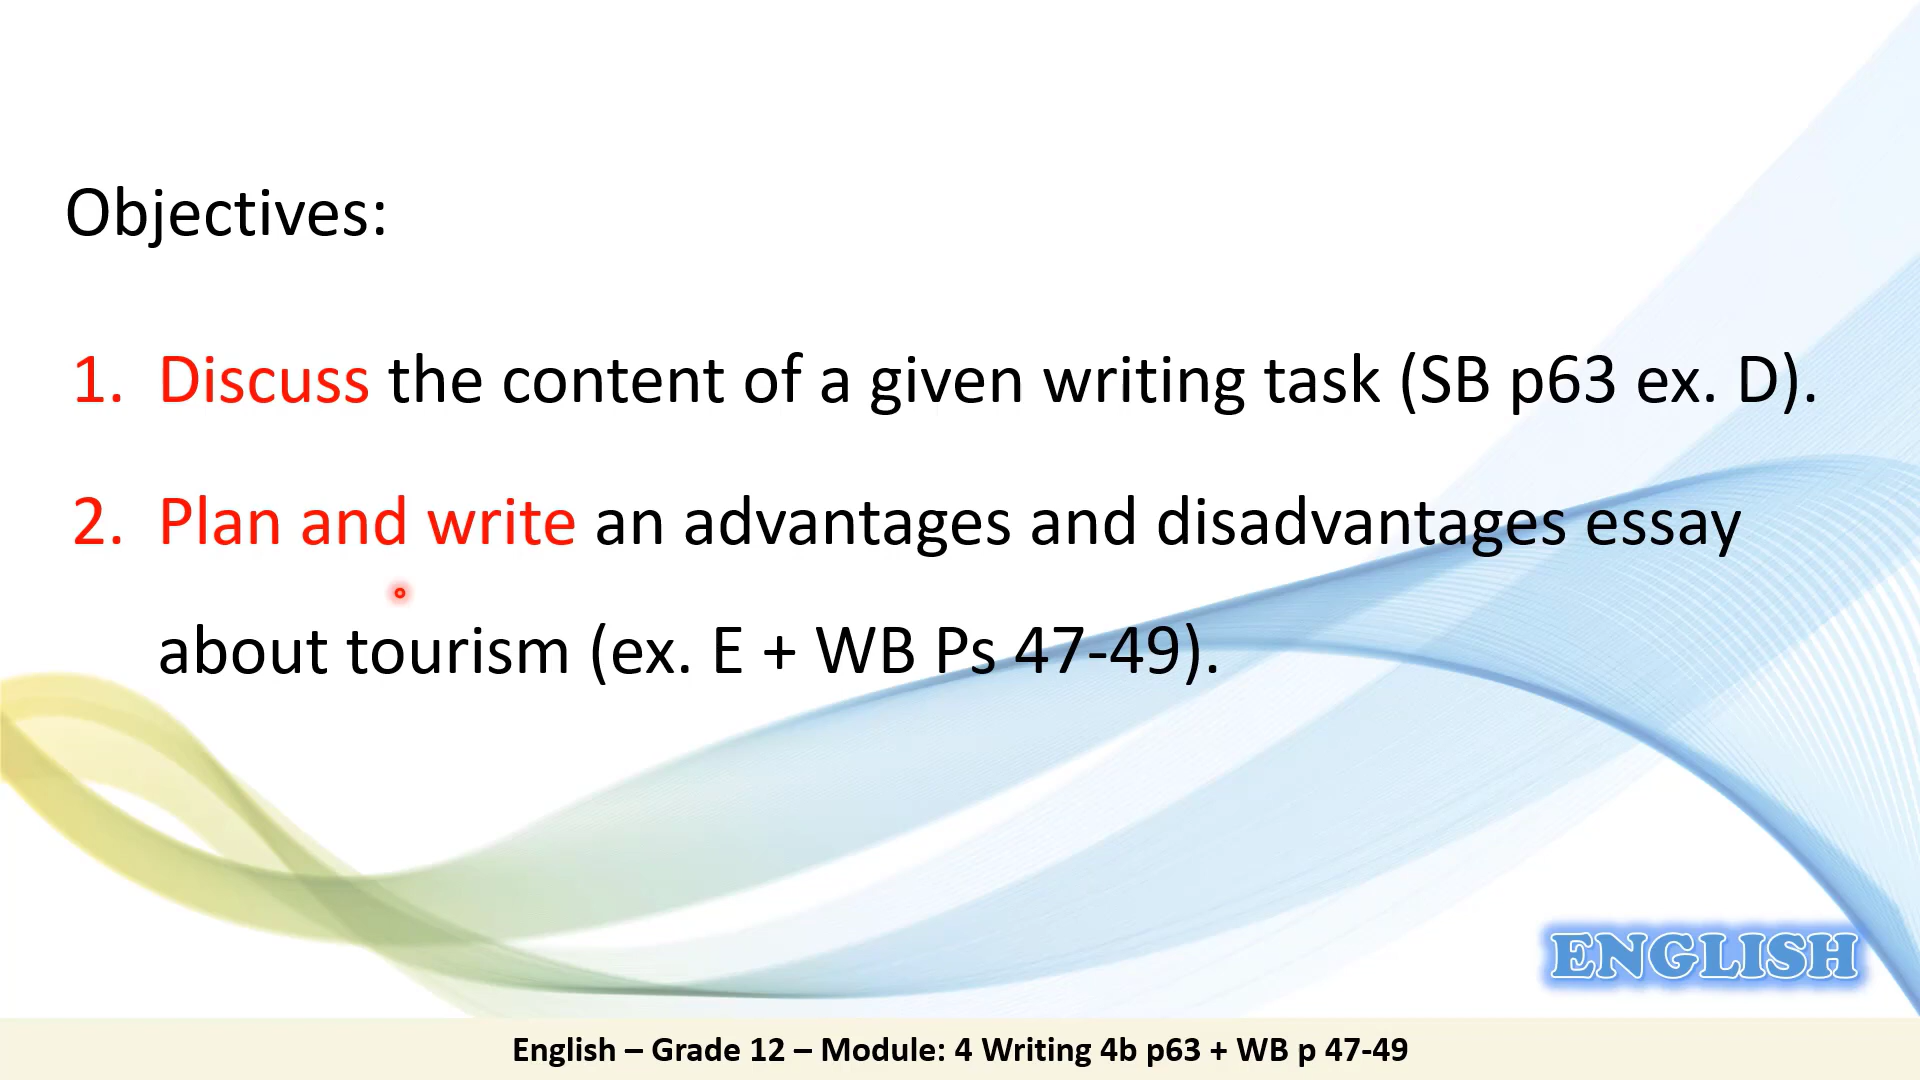 Objectives:
1. Discuss the content of a given writing task (SB p63 ex. D).
2. Plan and write an advantages and disadvantages essay
about tourism (ex. E + WB Ps 47-49).
ENGLISH
English – Grade 12 – Module: 4 Writing 4b p63 + WB p 47-49